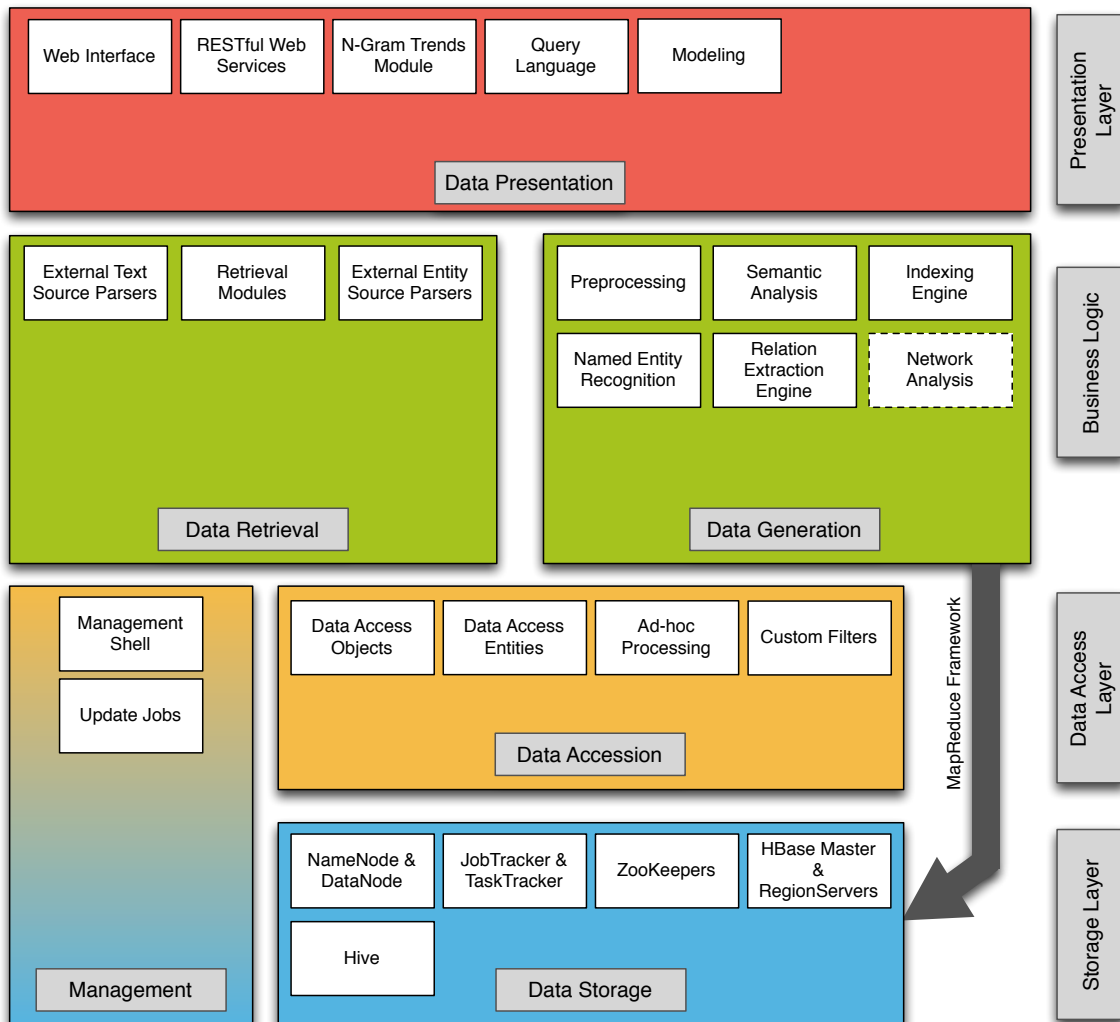 Web Interface
RESTful Web
Services
N-Gram Trends
Module
Query
Language
Modeling
Data Presentation
Presentation
Layer
External Text
Source Parsers
Retrieval
Modules
External Entity
Source Parsers
Data Retrieval
Preprocessing
Semantic
Analysis
Indexing
Engine
Named Entity
Recognition
Relation
Extraction
Engine
Network
Analysis
Data Generation
Business Logic
Management
Shell
Update Jobs
Management
Data Access
Objects
Data Access
Entities
Ad-hoc
Processing
Custom Filters
Data Accession
MapReduce Framework
Data Access
Layer
NameNode &
DataNode
JobTracker &
TaskTracker
ZooKeepers
HBase Master
&
RegionServers
Hive
Data Storage
Storage Layer